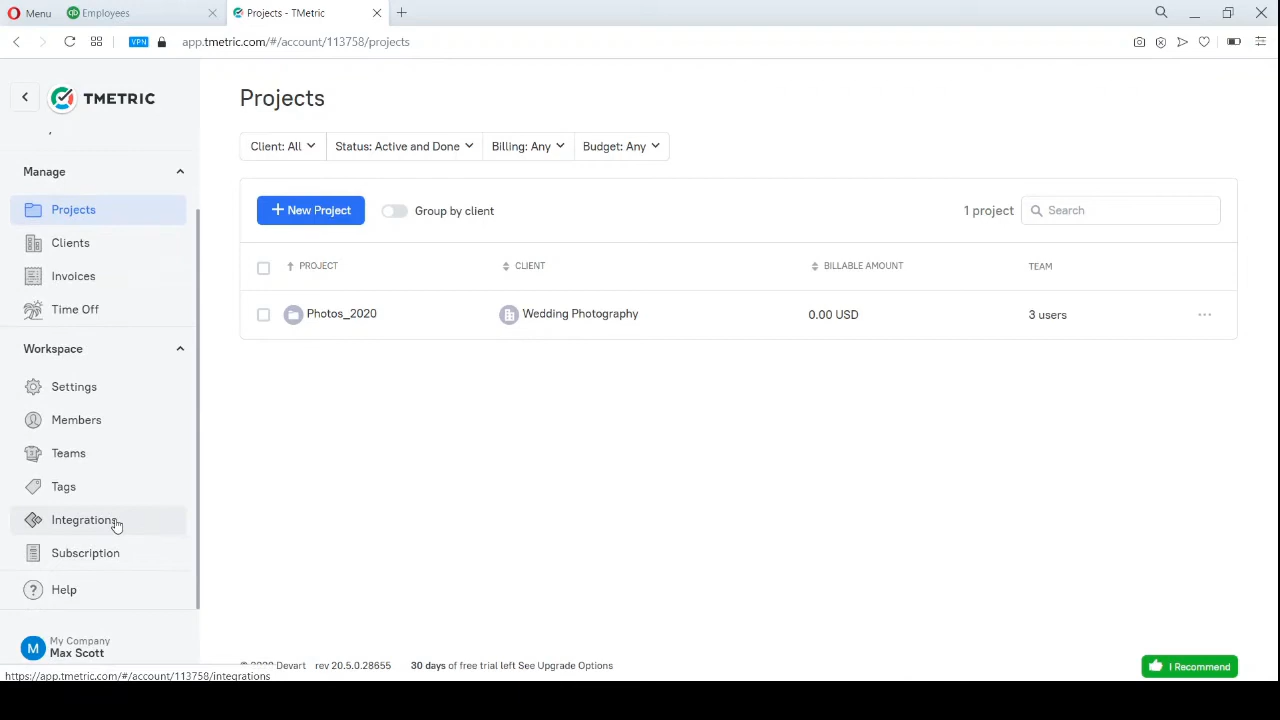 Menu
Employees
Projects - TMetric
VPN
app.tmetric.com/#/account/113758/projects
TMETRIC
Manage
Projects
Clients
Invoices
Time Off
Workspace
Settings
Members
Teams
Tags
Integrations
Subscription
Help
My Company
M
Max Scott
https://app.tmetric.com/#/account/113758/integrations
Projects
Client: All
Status: Active and Done
Billing: Any
Budget: Any
+ New Project
Group by client
1 project
Search
PROJECT
CLIENT
BILLABLE AMOUNT
TEAM
Photos_2020
Wedding Photography
0.00 USD
3 users
Devart rev 20.5.0.28655 30 days of free trial left See Upgrade Options
I Recommend